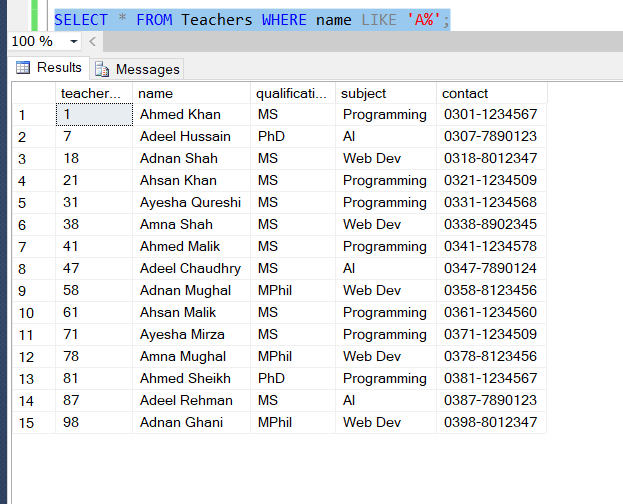 SELECT * FROM Teachers WHERE name LIKE 'A%';
100 %
Results Messages
teacher... name qualificati... subject contact
1 1 Ahmed Khan MS Programming 0301-1234567
2 7 Adeel Hussain PhD AI 0307-7890123
3 18 Adnan Shah MS Web Dev 0318-8012347
4 21 Ahsan Khan MS Programming 0321-1234509
5 31 Ayesha Qureshi MS Programming 0331-1234568
6 38 Amna Shah MS Web Dev 0338-8902345
7 41 Ahmed Malik MS Programming 0341-1234578
8 47 Adeel Chaudhry MS AI 0347-7890124
9 58 Adnan Mughal MPhil Web Dev 0358-8123456
10 61 Ahsan Malik MS Programming 0361-1234560
11 71 Ayesha Mirza MS Programming 0371-1234509
12 78 Amna Mughal MPhil Web Dev 0378-8123456
13 81 Ahmed Sheikh PhD Programming 0381-1234567
14 87 Adeel Rehman MS AI 0387-7890123
15 98 Adnan Ghani MPhil Web Dev 0398-8012347